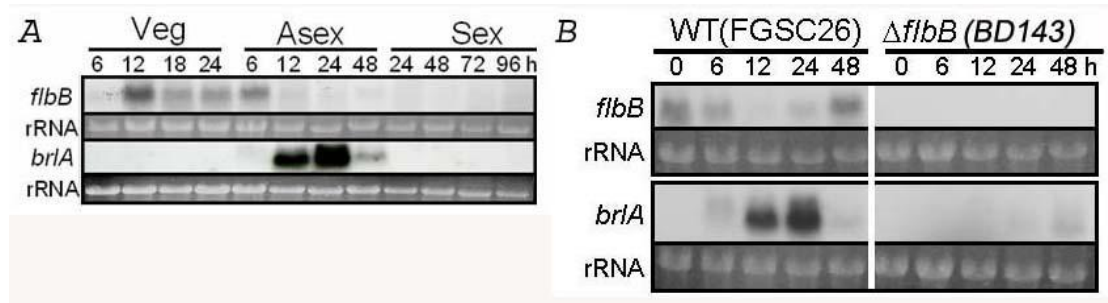 A
Veg Asex Sex
6 12 18 24 6 12 24 48 24 48 72 96 h
flbB
rRNA
brlA
rRNA
B
WT(FGSC26) ΔflbB (BD143)
0 6 12 24 48 0 6 12 24 48 h
flbB
rRNA
brlA
rRNA